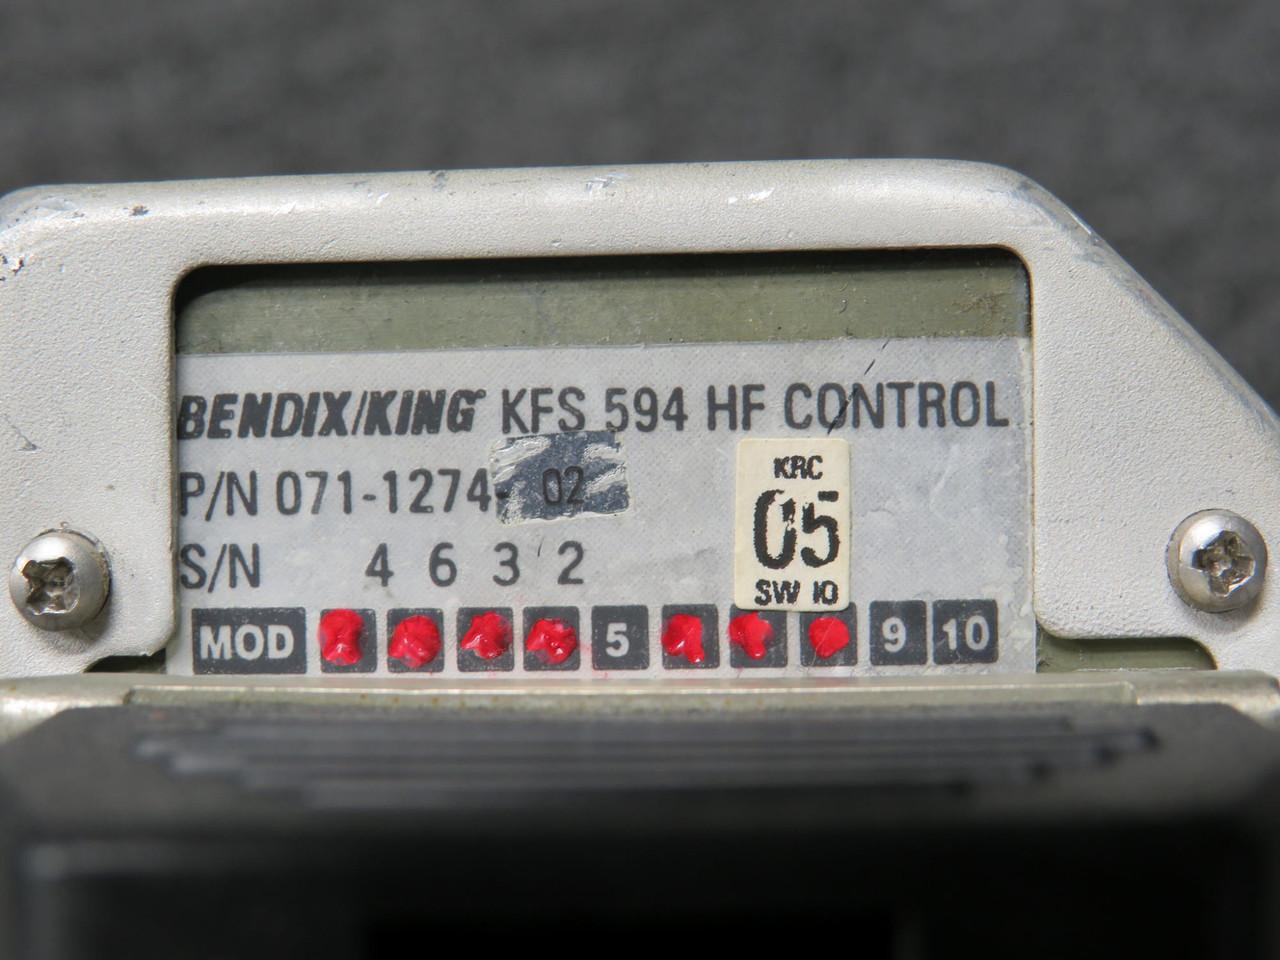 BENDIX/KING KFS 594 HF CONTROL
P/N 071-1274- 02
S/N 4 6 3 2
KRC
05
SW 10
MOD 5 9 10